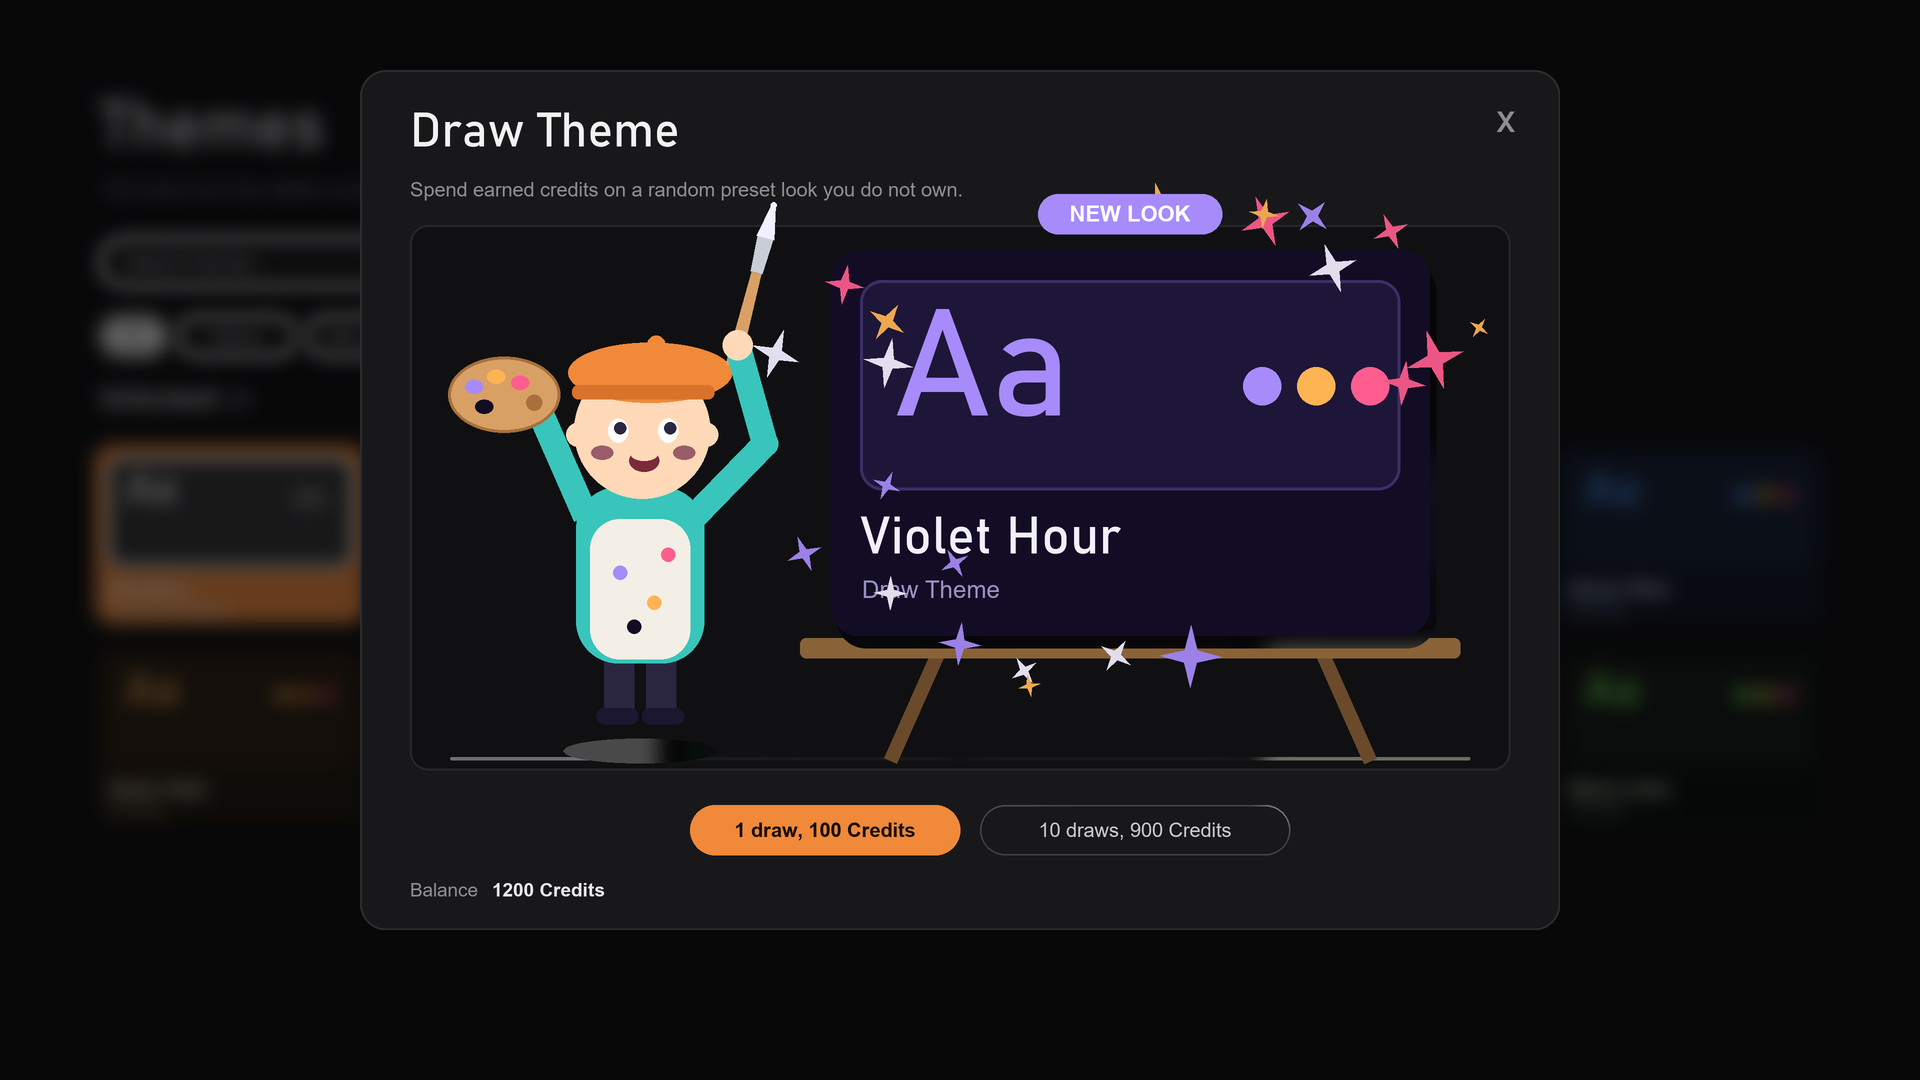 Themes
Draw Theme
X
Spend earned credits on a random preset look you do not own.
NEW LOOK
Aa
Violet Hour
Draw Theme
1 draw, 100 Credits
10 draws, 900 Credits
Balance 1200 Credits